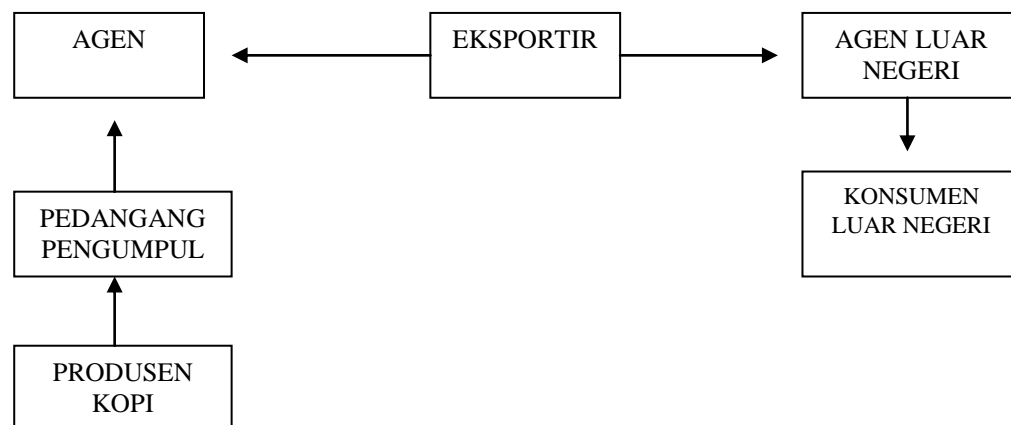 AGEN
EKSPORTIR
AGEN LUAR
NEGERI
PEDANGANG
PENGUMPUL
KONSUMEN
LUAR NEGERI
PRODUSEN
KOPI